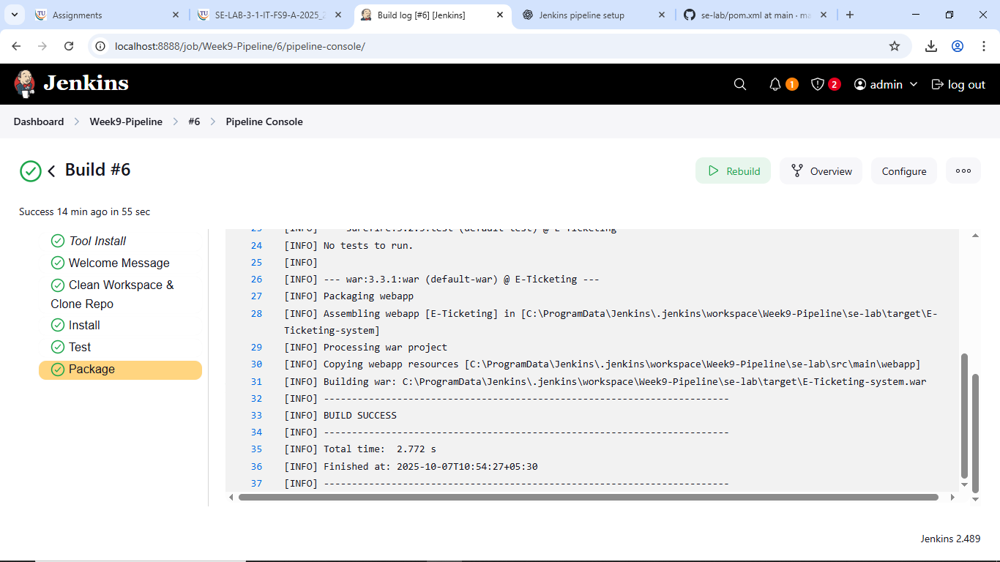 Assignments
SE-LAB-3-1-IT-FS9-A-2025_2
Build log [#6] [Jenkins]
Jenkins pipeline setup
se-lab/pom.xml at main · ma
localhost:8888/job/Week9-Pipeline/6/pipeline-console/
Jenkins
1
2
admin
log out
Dashboard
Week9-Pipeline
#6
Pipeline Console
Build #6
Rebuild
Overview
Configure
Success 14 min ago in 55 sec
Tool Install
Welcome Message
Clean Workspace &
Clone Repo
Install
Test
Package
23 [INFO] --- surefire:3.2.5:test (default-test) @ E-Ticketing
24 [INFO] No tests to run.
25 [INFO]
26 [INFO] --- war:3.3.1:war (default-war) @ E-Ticketing ---
27 [INFO] Packaging webapp
28 [INFO] Assembling webapp [E-Ticketing] in [C:\ProgramData\Jenkins\.jenkins\workspace\Week9-Pipeline\se-lab\target\E-
Ticketing-system]
29 [INFO] Processing war project
30 [INFO] Copying webapp resources [C:\ProgramData\Jenkins\.jenkins\workspace\Week9-Pipeline\se-lab\src\main\webapp]
31 [INFO] Building war: C:\ProgramData\Jenkins\.jenkins\workspace\Week9-Pipeline\se-lab\target\E-Ticketing-system.war
32 [INFO] ------------------------------------------------------------------------
33 [INFO] BUILD SUCCESS
34 [INFO] ------------------------------------------------------------------------
35 [INFO] Total time:  2.772 s
36 [INFO] Finished at: 2025-10-07T10:54:27+05:30
37 [INFO] ------------------------------------------------------------------------
Jenkins 2.489